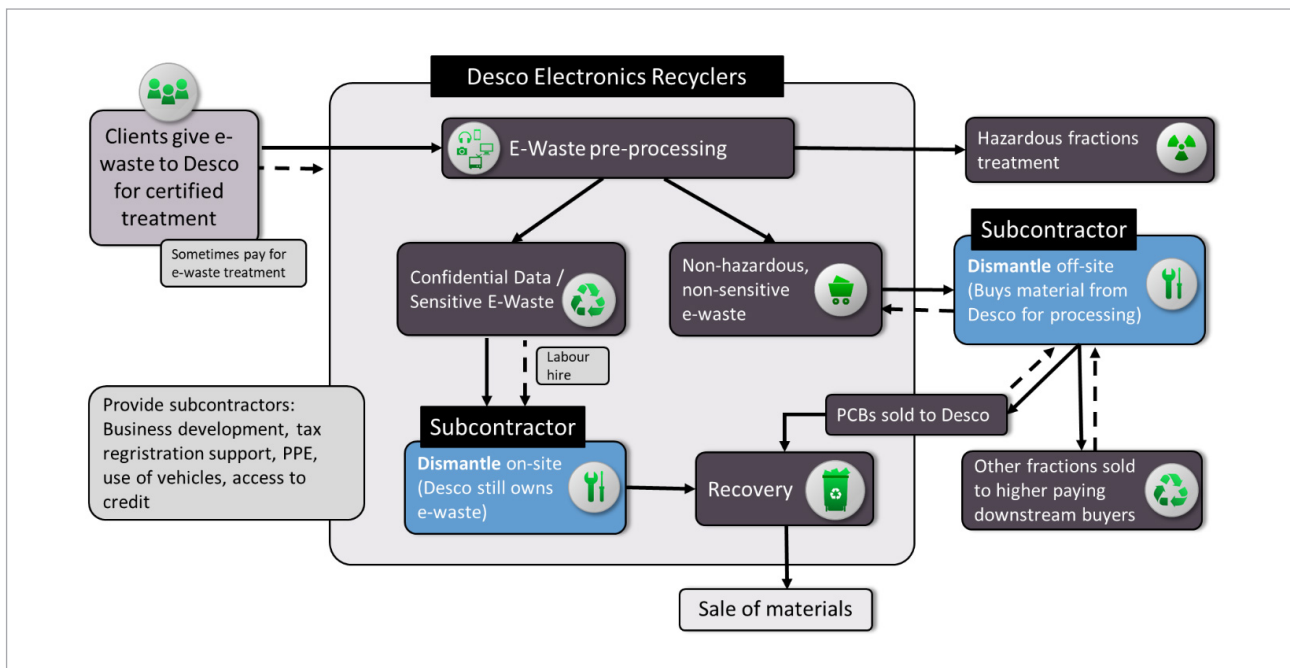 Desco Electronics Recyclers
Clients give e-
waste to Desco
for certified
treatment
Sometimes pay for
e-waste treatment
E-Waste pre-processing
Hazardous fractions
treatment
Confidential Data /
Sensitive E-Waste
Non-hazardous,
non-sensitive
e-waste
Subcontractor
Dismantle off-site
(Buys material from
Desco for processing)
Labour
hire
Provide subcontractors:
Business development, tax
regristration support, PPE,
use of vehicles, access to
credit
Subcontractor
Dismantle on-site
(Desco still owns
e-waste)
PCBs sold to Desco
Recovery
Other fractions sold
to higher paying
downstream buyers
Sale of materials